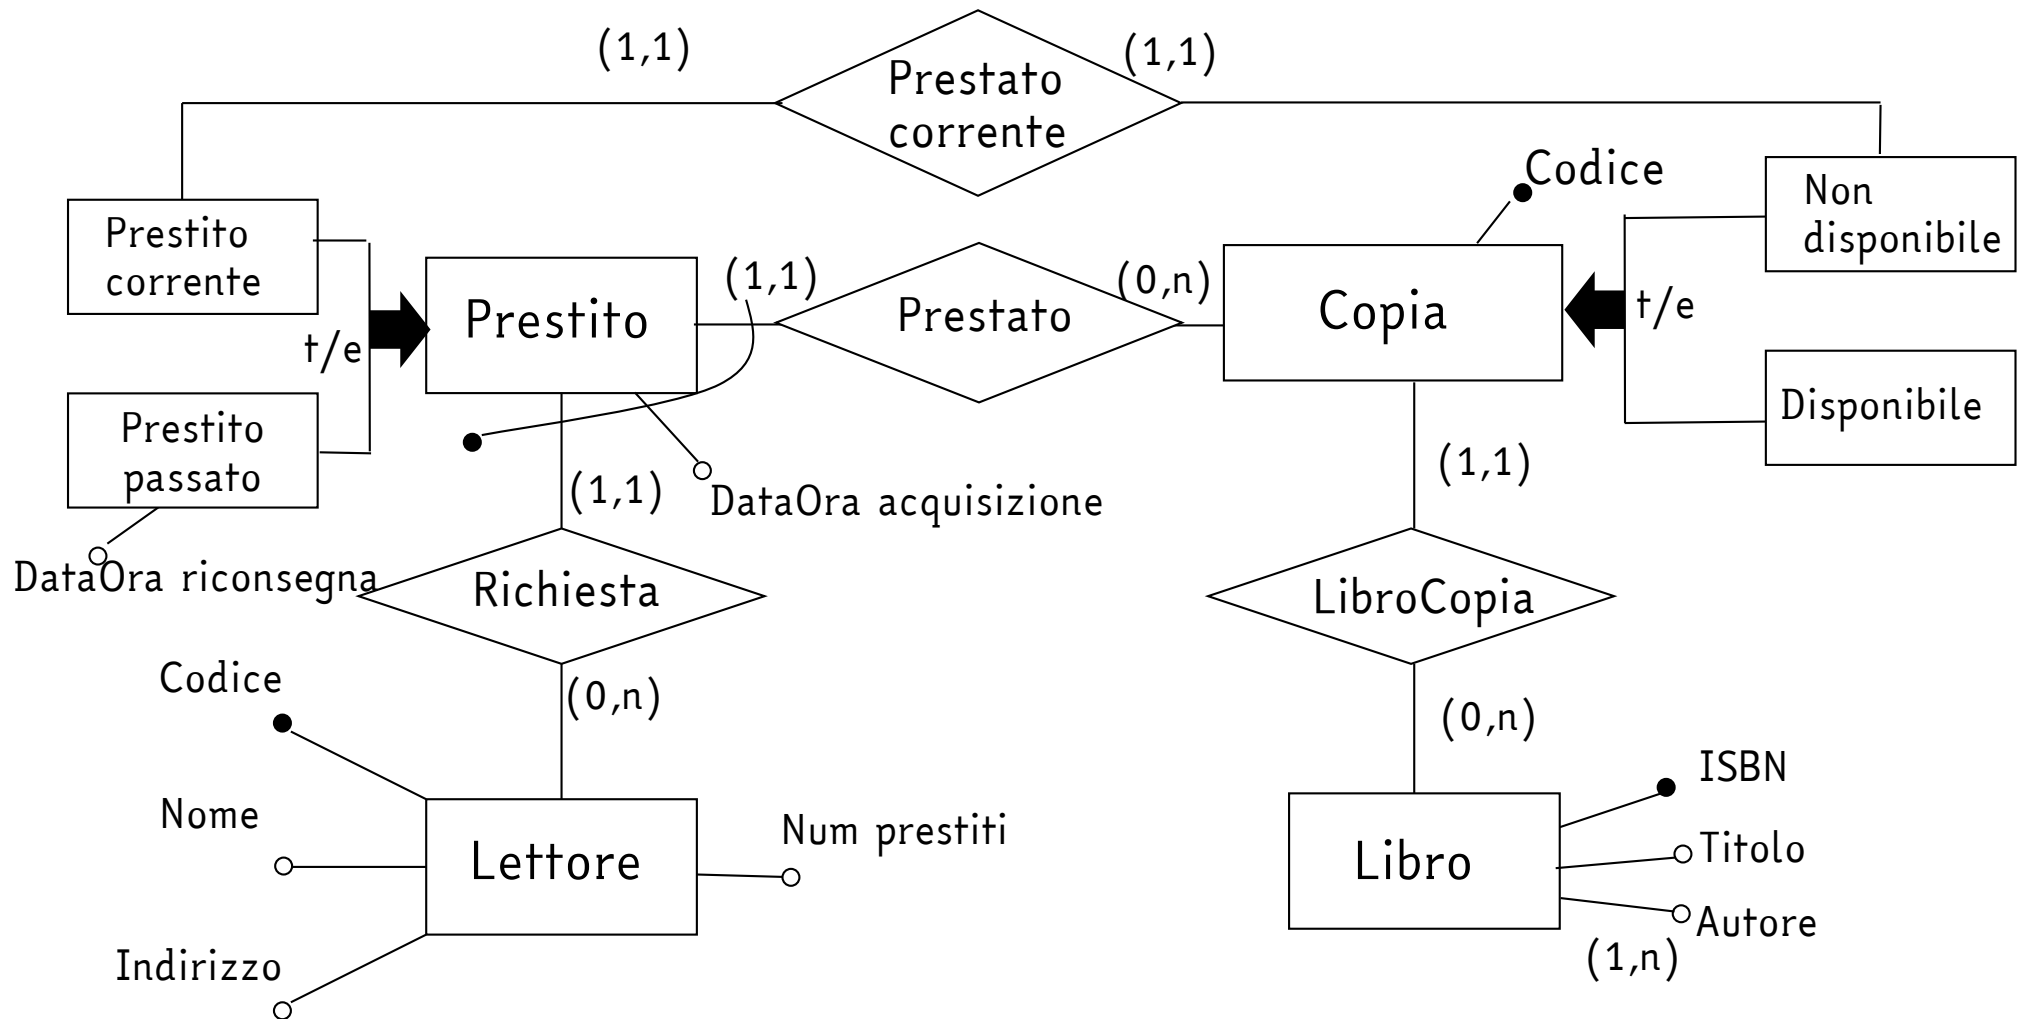 (1,1)
(1,1)
Prestato
corrente
Codice
Non
disponibile
Prestito
corrente
(1,1)
(0,n)
Prestito
Prestato
Copia
t/e
t/e
Disponibile
Prestito
passato
(1,1)
(1,1)
DataOra acquisizione
DataOra riconsegna
Richiesta
LibroCopia
Codice
(0,n)
(0,n)
ISBN
Nome
Num prestiti
Titolo
Lettore
Libro
Autore
Indirizzo
(1,n)